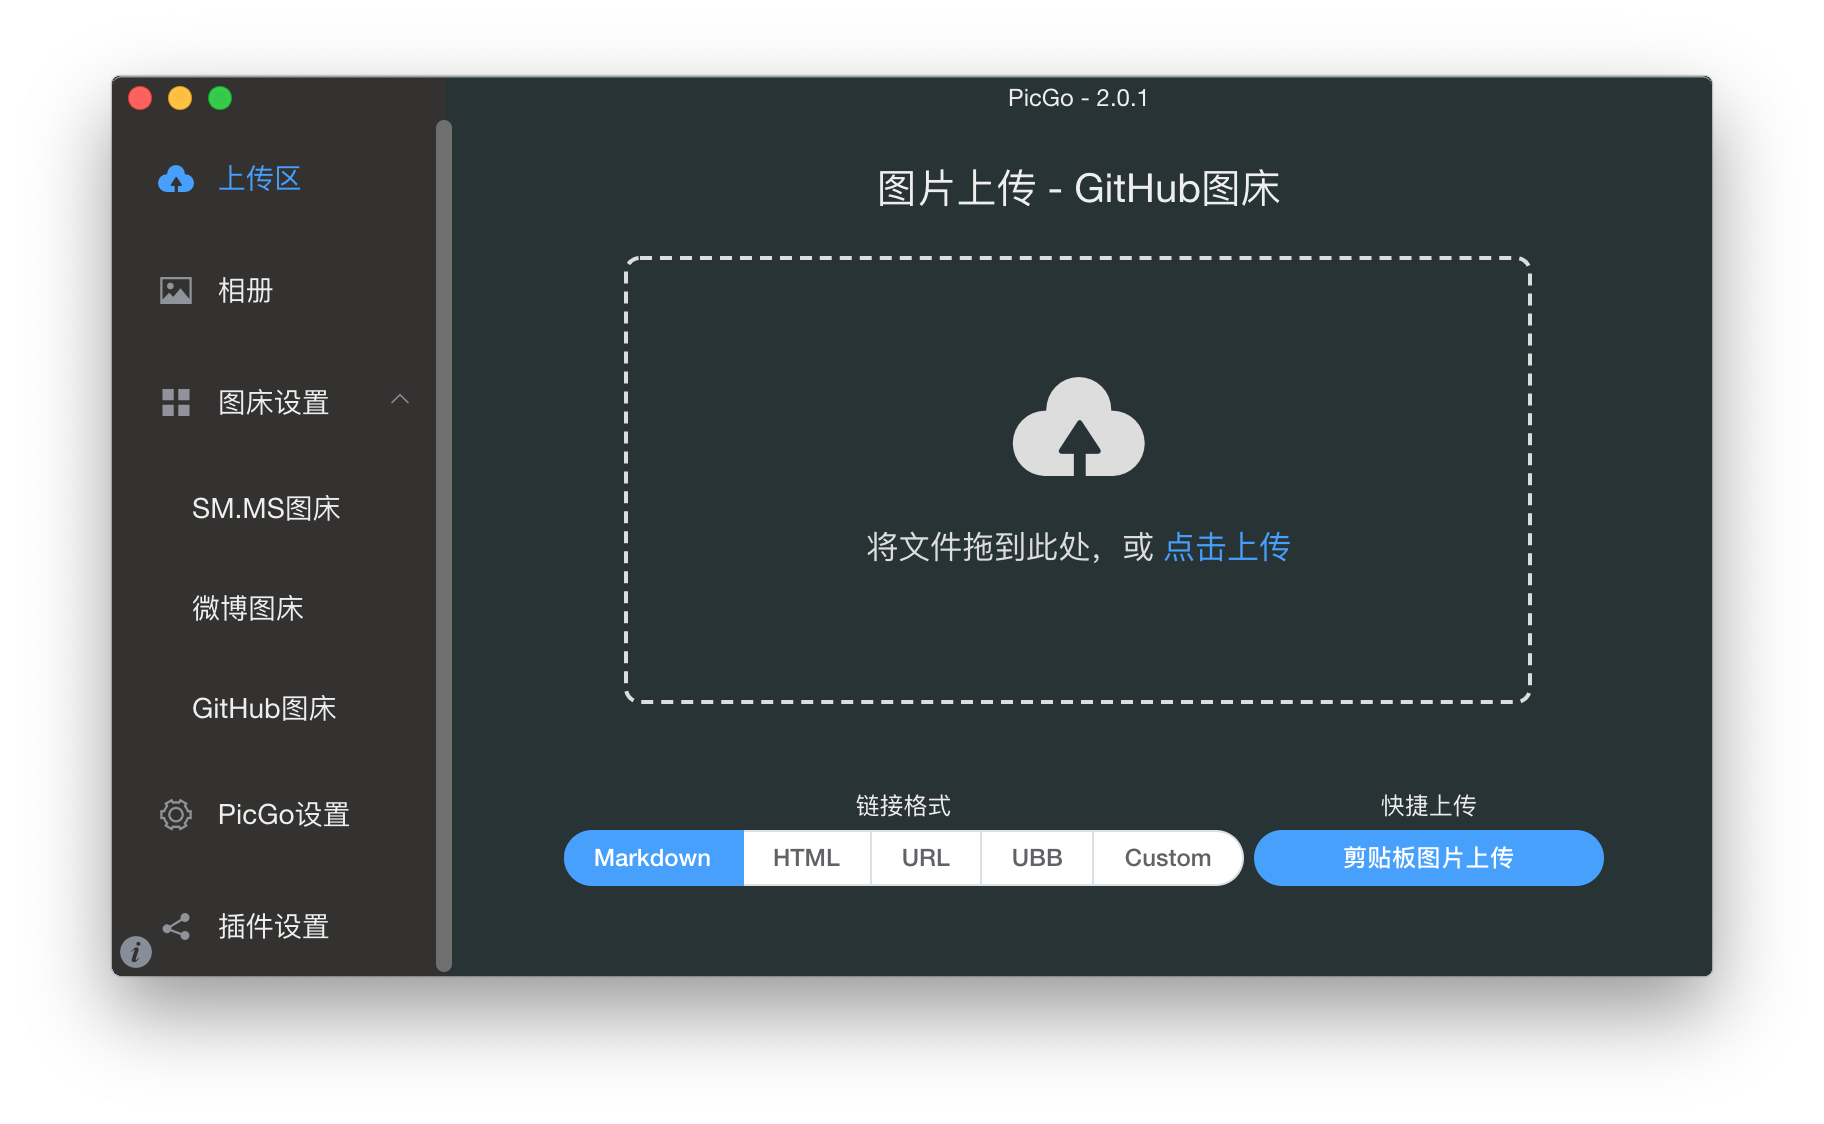 PicGo - 2.0.1
上传区
相册
图床设置
SM.MS图床
微博图床
GitHub图床
PicGo设置
插件设置
图片上传 - GitHub图床
将文件拖到此处，或 点击上传
链接格式
Markdown HTML URL UBB Custom
快捷上传
剪贴板图片上传